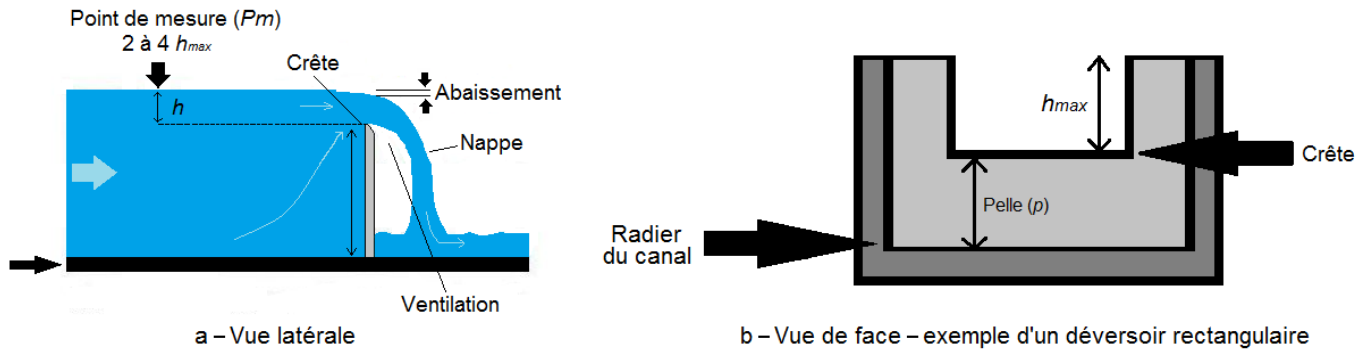 Point de mesure (Pm)
2 à 4 hmax
Crête
Abaissement
h
Nappe
Ventilation
a – Vue latérale
hmax
Crête
Pelle (p)
Radier
du canal
b – Vue de face – exemple d'un déversoir rectangulaire